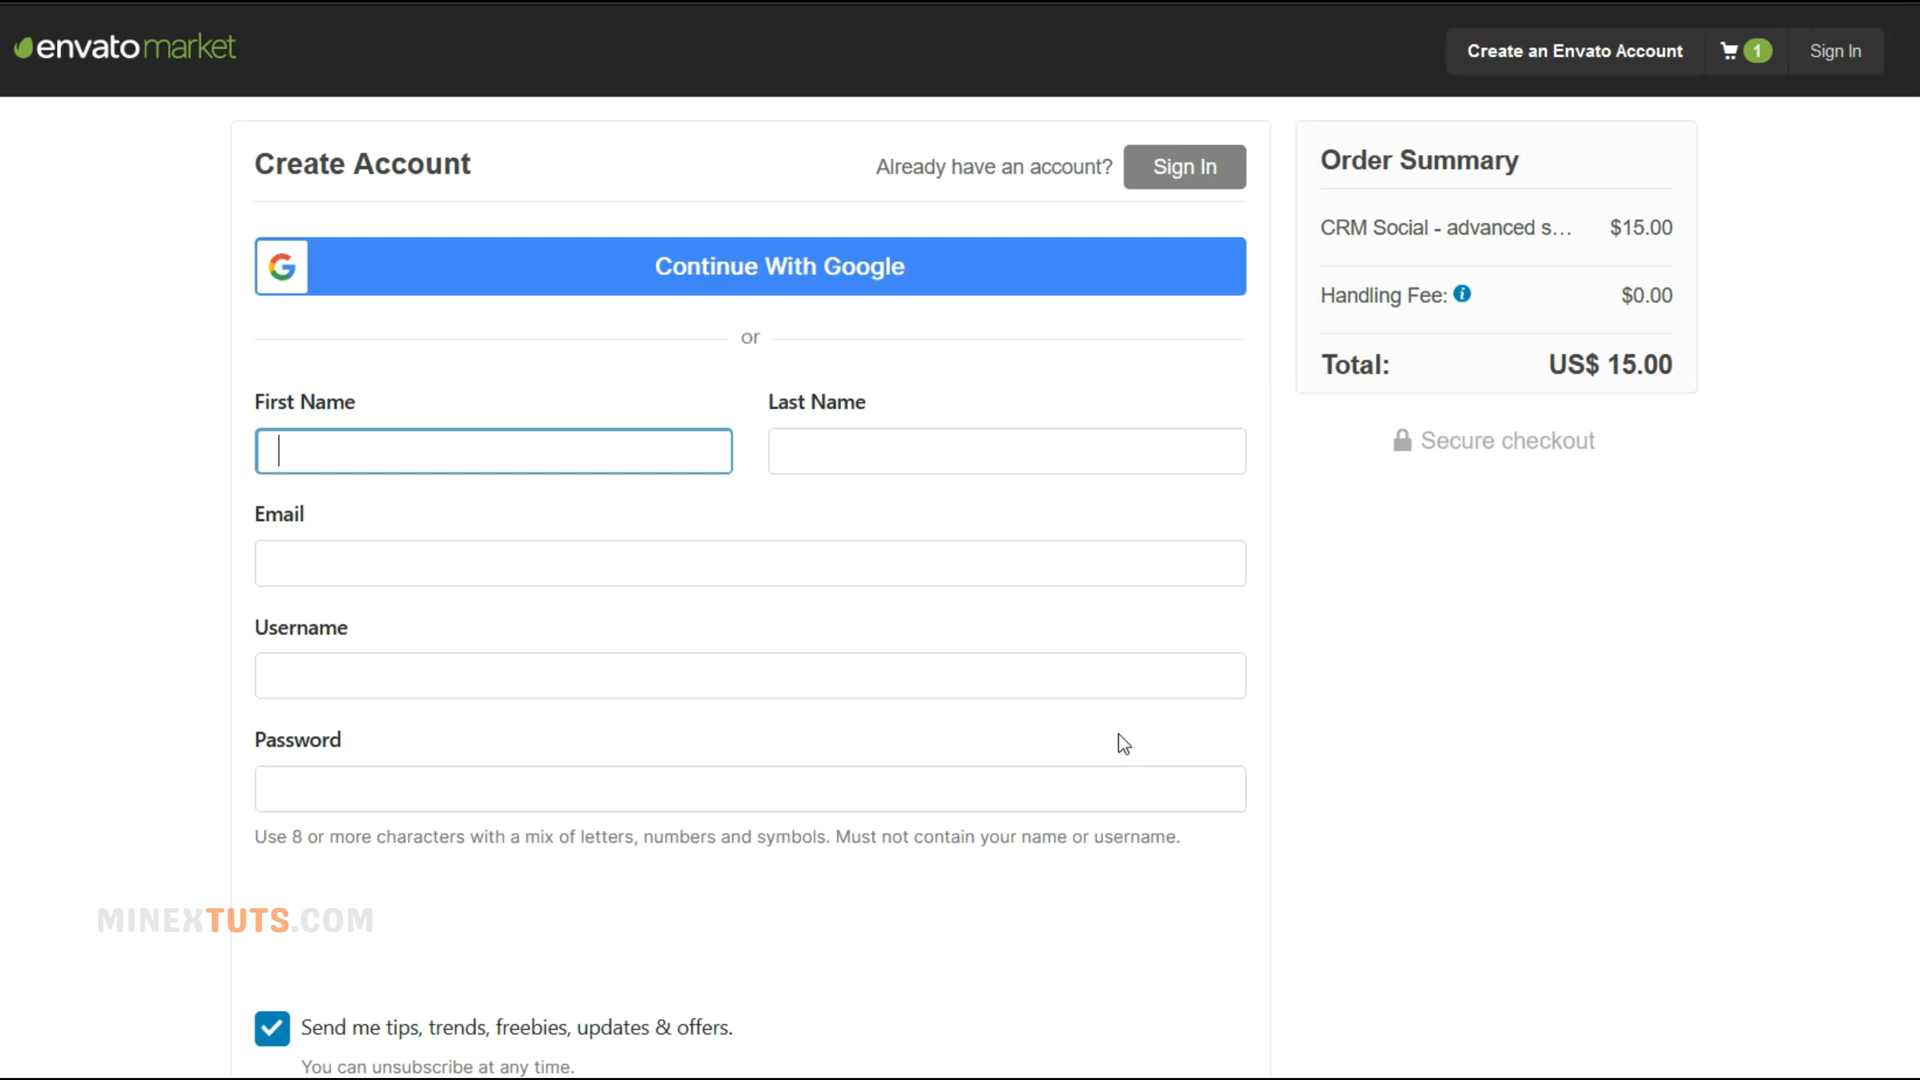 envatomarket
Create an Envato Account
1
Sign In
Create Account
Already have an account?
Sign In
Continue With Google
or
First Name
Last Name
Email
Username
Password
Use 8 or more characters with a mix of letters, numbers and symbols. Must not contain your name or username.
MINEXTUTS.COM
Send me tips, trends, freebies, updates & offers.
You can unsubscribe at any time.
Order Summary
CRM Social - advanced s... $15.00
Handling Fee: $0.00
Total: US$ 15.00
Secure checkout